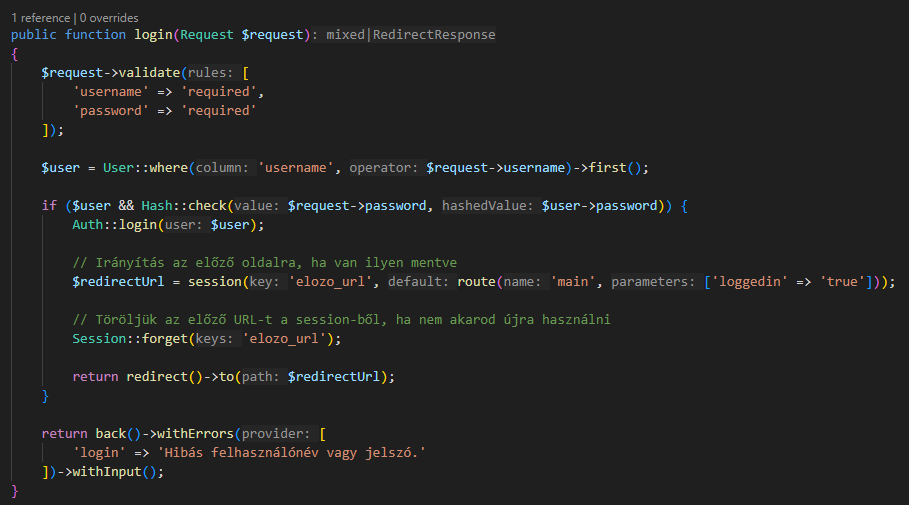 1 reference | 0 overrides
public function login(Request $request): mixed|RedirectResponse
{
    $request->validate(rules: [
        'username' => 'required',
        'password' => 'required'
    ]);

    $user = User::where(column: 'username', operator: $request->username)->first();

    if ($user && Hash::check(value: $request->password, hashedValue: $user->password)) {
        Auth::login(user: $user);

        // Irányítás az előző oldalra, ha van ilyen mentve
        $redirectUrl = session(key: 'elozo_url', default: route(name: 'main', parameters: ['loggedin' => 'true']));

        // Töröljük az előző URL-t a session-ből, ha nem akarod újra használni
        Session::forget(keys: 'elozo_url');

        return redirect()->to(path: $redirectUrl);
    }

    return back()->withErrors(provider: [
        'login' => 'Hibás felhasználónév vagy jelszó.'
    ])->withInput();
}